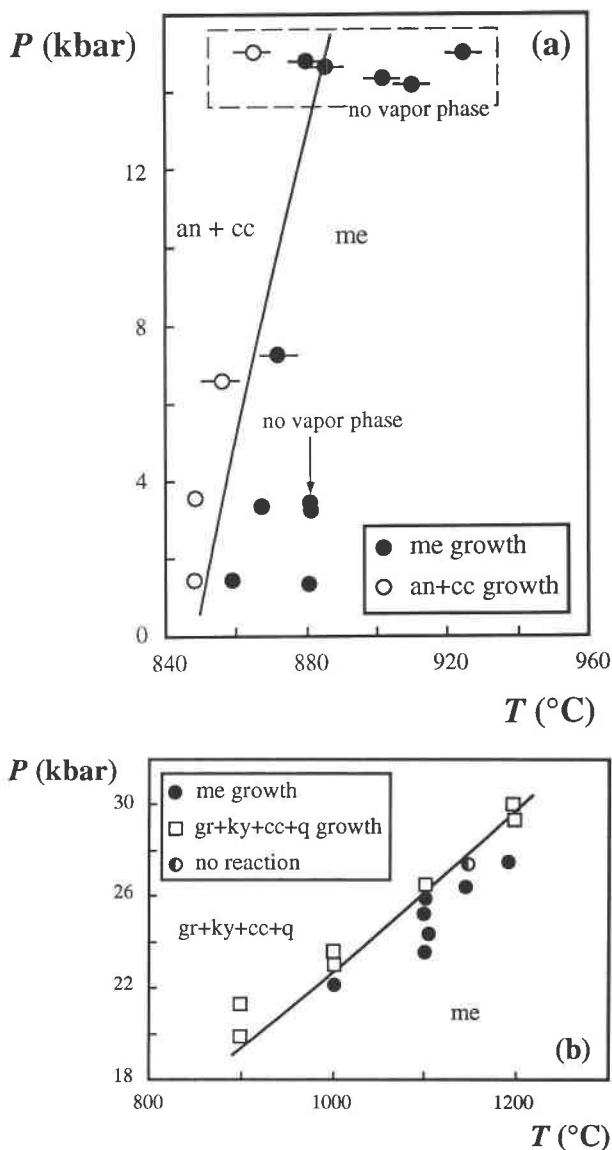 P (kbar)
(a)
no vapor phase
12
an + cc
me
8
no vapor phase
4
me growth
an+cc growth
0
840
880
920
960
T (°C)
P (kbar)
30
me growth
gr+ky+cc+q growth
no reaction
26
gr+ky+cc+q
22
me
(b)
18
800
1000
1200
T (°C)